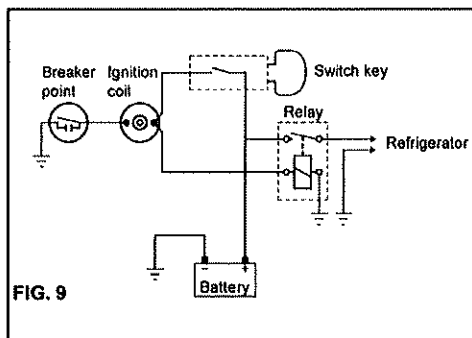 Breaker point
Ignition coil
Switch key
Relay
Refrigerator
- +
Battery
FIG. 9